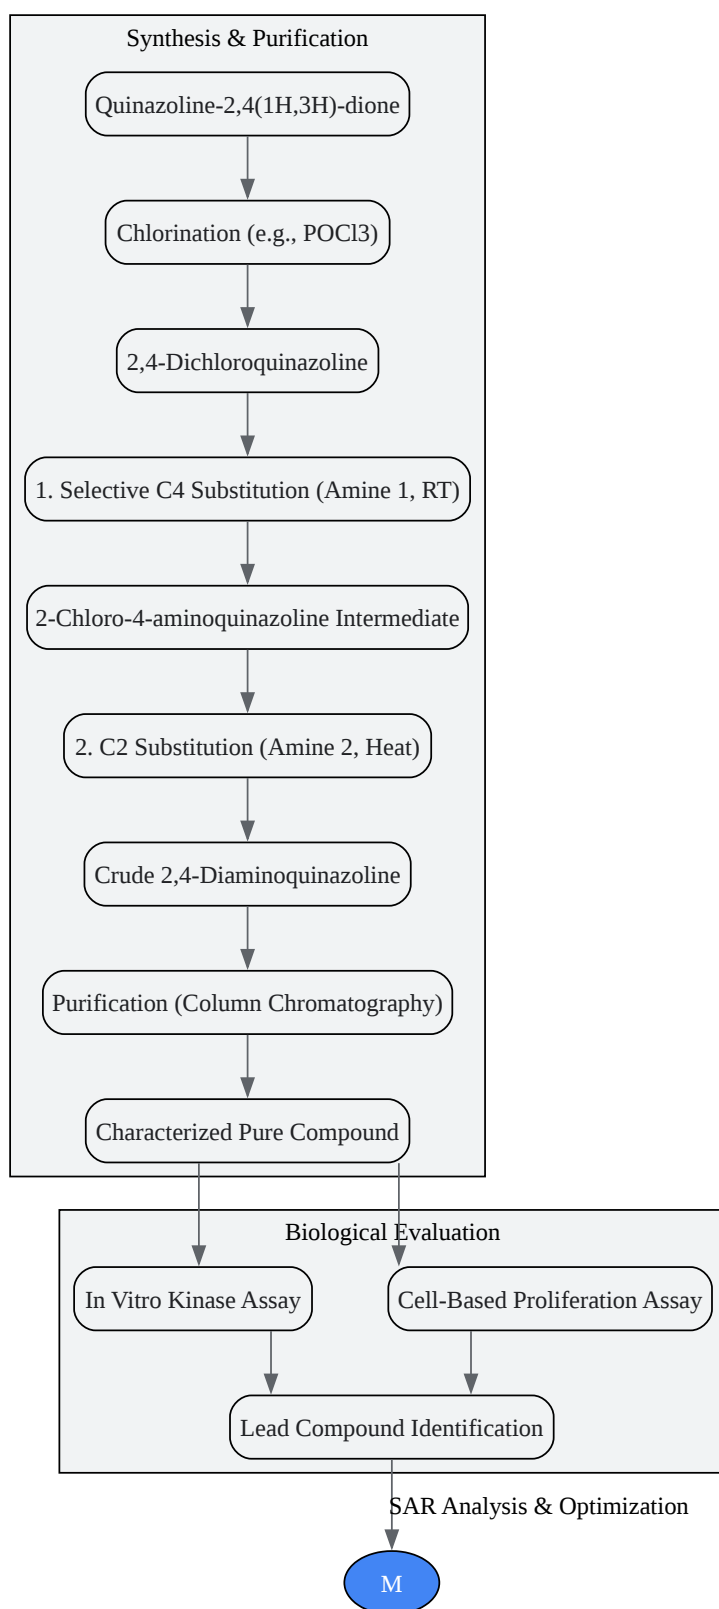 Synthesis & Purification
Quinazoline-2,4(1H,3H)-dione
Chlorination (e.g., POCl3)
2,4-Dichloroquinazoline
1. Selective C4 Substitution (Amine 1, RT)
2-Chloro-4-aminoquinazoline Intermediate
2. C2 Substitution (Amine 2, Heat)
Crude 2,4-Diaminoquinazoline
Purification (Column Chromatography)
Characterized Pure Compound
Biological Evaluation
In Vitro Kinase Assay
Cell-Based Proliferation Assay
Lead Compound Identification
SAR Analysis & Optimization
M